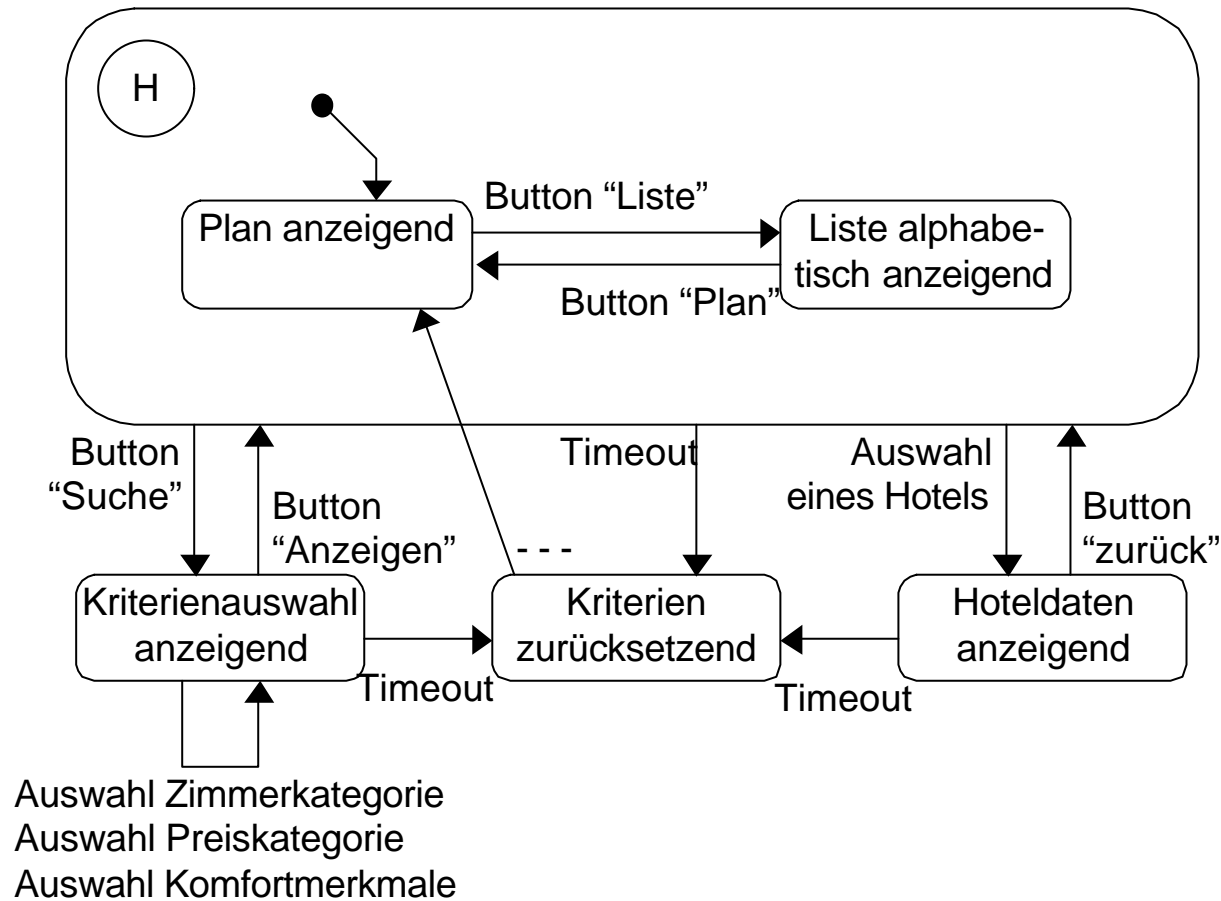 H
Plan anzeigend
Button “Liste”
Liste alphabe-
tisch anzeigend
Button “Plan”
Button
“Suche”
Button
“Anzeigen”
Timeout
Auswahl
eines Hotels
Button
“zurück”
- - -
Kriterienauswahl
anzeigend
Timeout
Kriterien
zurücksetzend
Timeout
Hoteldaten
anzeigend
Auswahl Zimmerkategorie
Auswahl Preiskategorie
Auswahl Komfortmerkmale